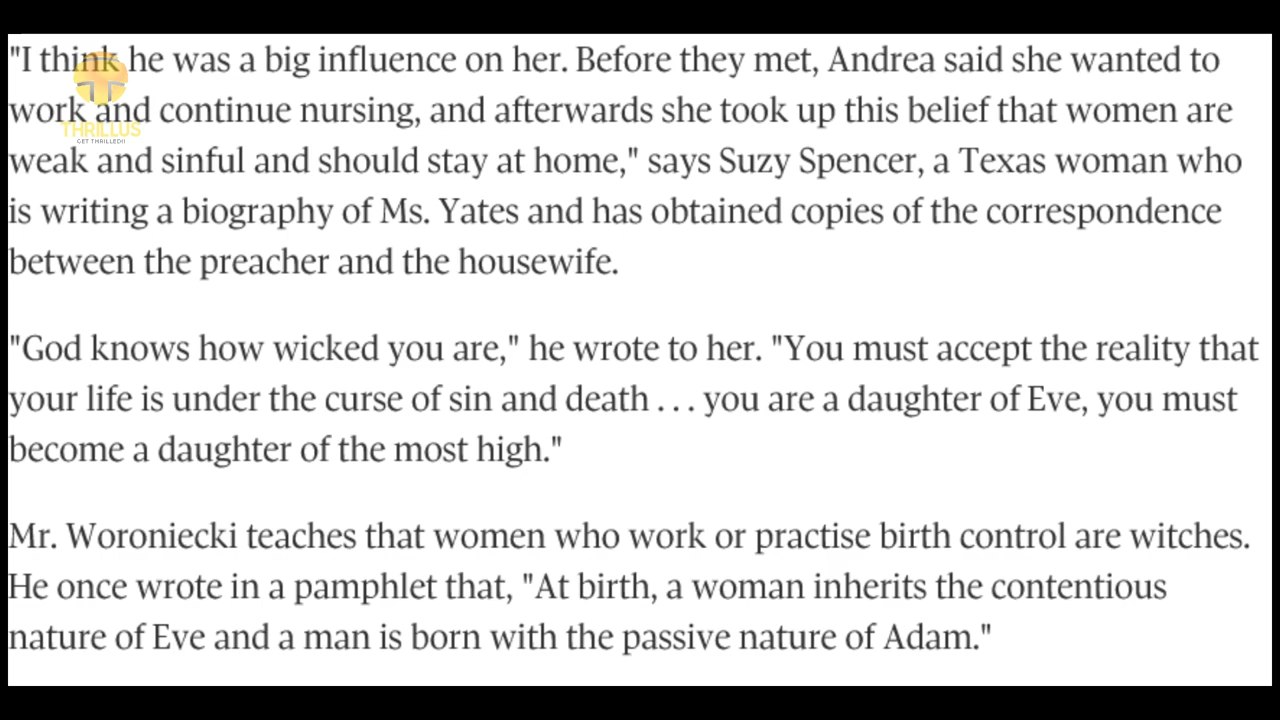 "I think he was a big influence on her. Before they met, Andrea said she wanted to
work and continue nursing, and afterwards she took up this belief that women are
THRILLUS
GET THRILLED!!
weak and sinful and should stay at home," says Suzy Spencer, a Texas woman who
is writing a biography of Ms. Yates and has obtained copies of the correspondence
between the preacher and the housewife.
"God knows how wicked you are," he wrote to her. "You must accept the reality that
your life is under the curse of sin and death . . . you are a daughter of Eve, you must
become a daughter of the most high."
Mr. Woroniecki teaches that women who work or practise birth control are witches.
He once wrote in a pamphlet that, "At birth, a woman inherits the contentious
nature of Eve and a man is born with the passive nature of Adam."